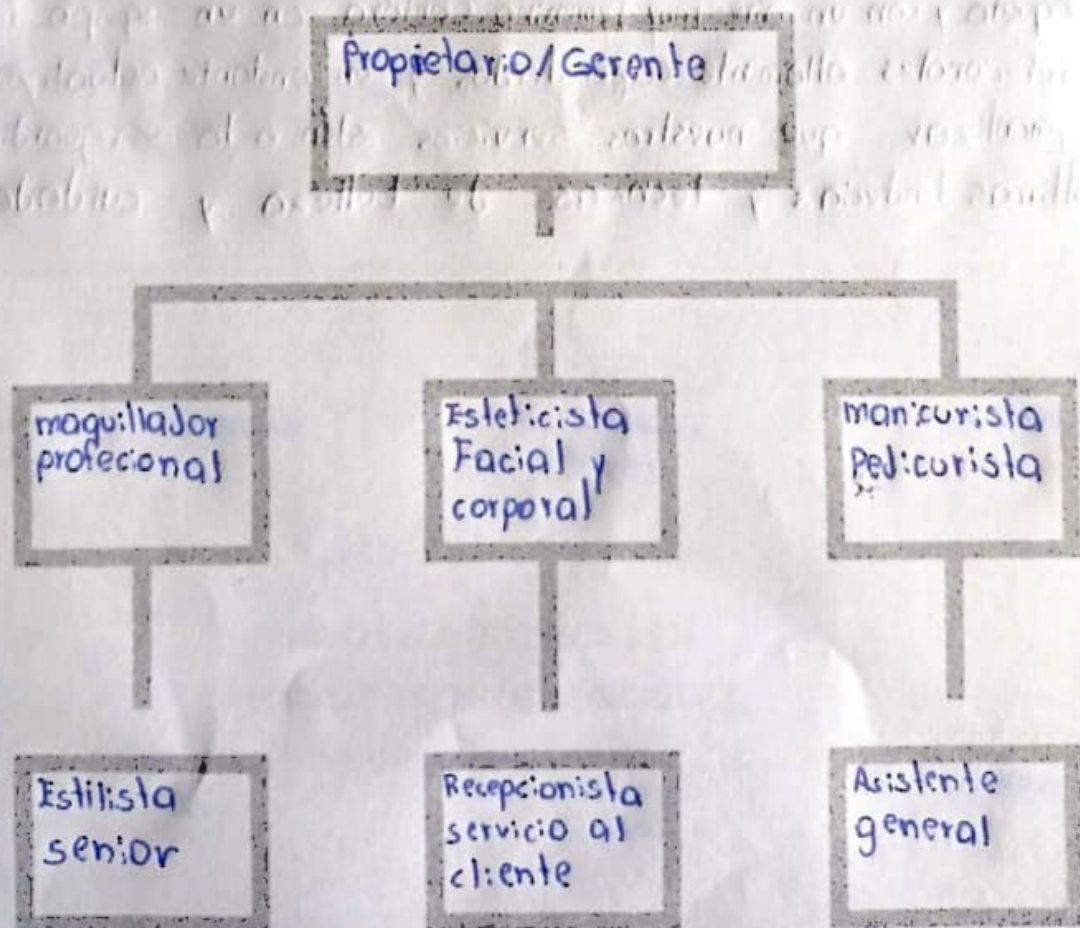 Propietario/Gerente
maquillador
profecional
Esteticista
Facial y
corporal
manicurista
Pedicurista
Estilista
senior
Recepcionista
servicio al
cliente
Asistente
general